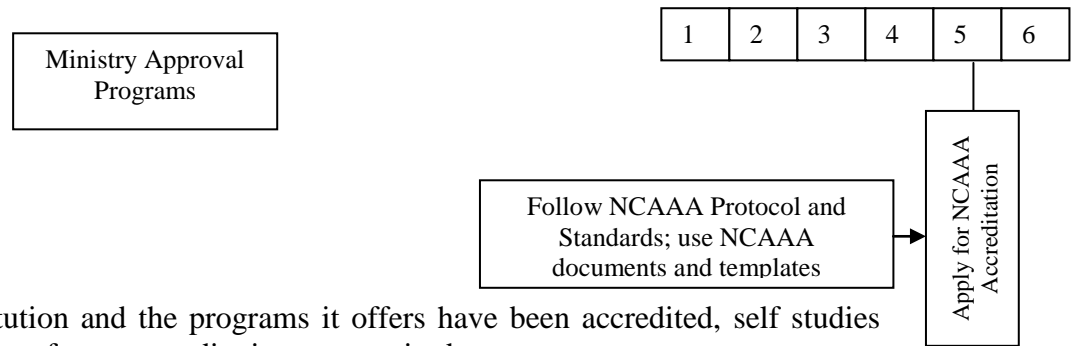 1 2 3 4 5 6
Ministry Approval
Programs
Apply for NCAAA
Accreditation
Follow NCAAA Protocol and
Standards; use NCAAA
documents and templates
tution and the programs it offers have been accredited, self studies